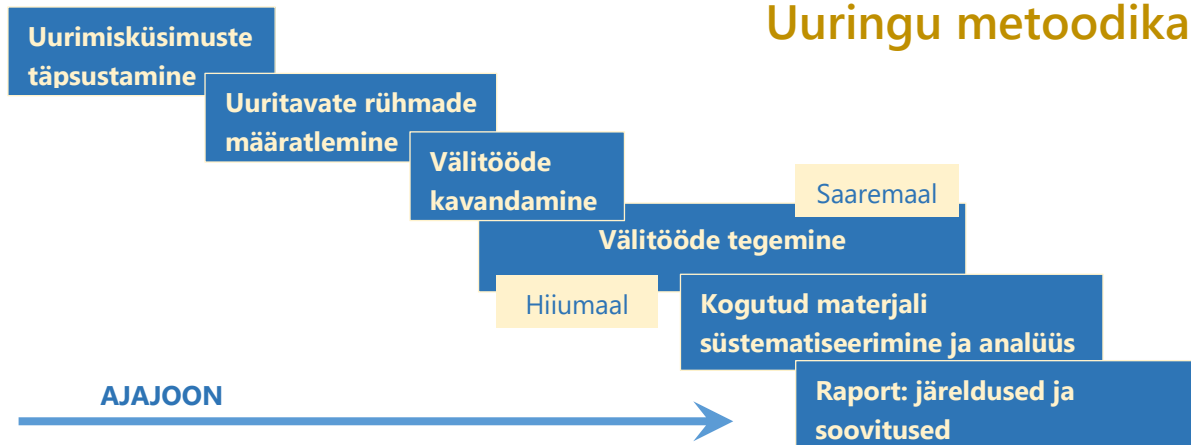 Uuringu metoodika
Uurimisküsimuste
täpsustamine
Uuritavate rühmade
määratlemine
Välitööde
kavandamine
Saaremaal
Välitööde tegemine
Hiiumaal
Kogutud materjali
süstematiseerimine ja analüüs
AJAJOON
Raport: järeldused ja
soovitused